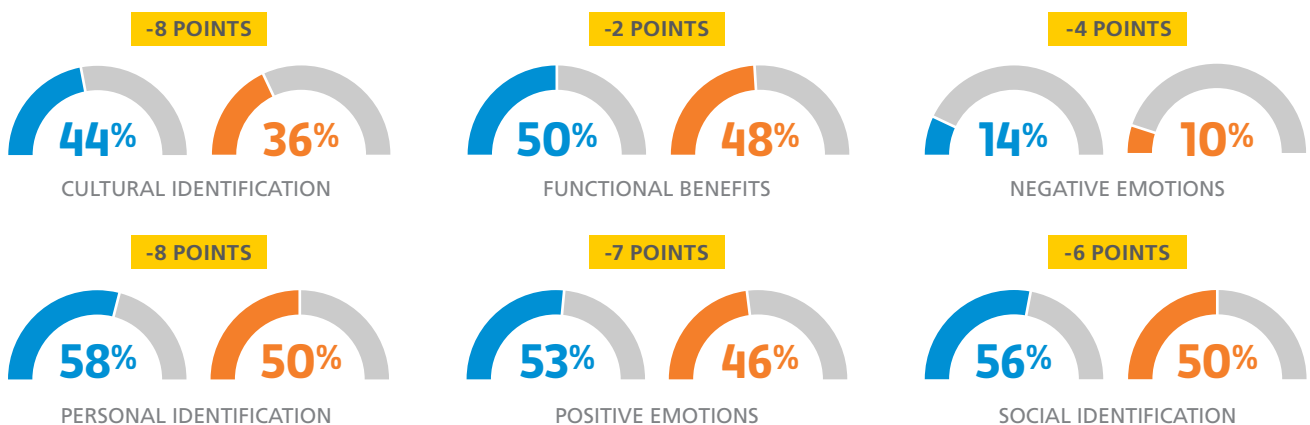 -8 POINTS
-2 POINTS
-4 POINTS
44%
36%
50%
48%
14%
10%
CULTURAL IDENTIFICATION
FUNCTIONAL BENEFITS
NEGATIVE EMOTIONS
-8 POINTS
-7 POINTS
-6 POINTS
58%
50%
53%
46%
56%
50%
PERSONAL IDENTIFICATION
POSITIVE EMOTIONS
SOCIAL IDENTIFICATION